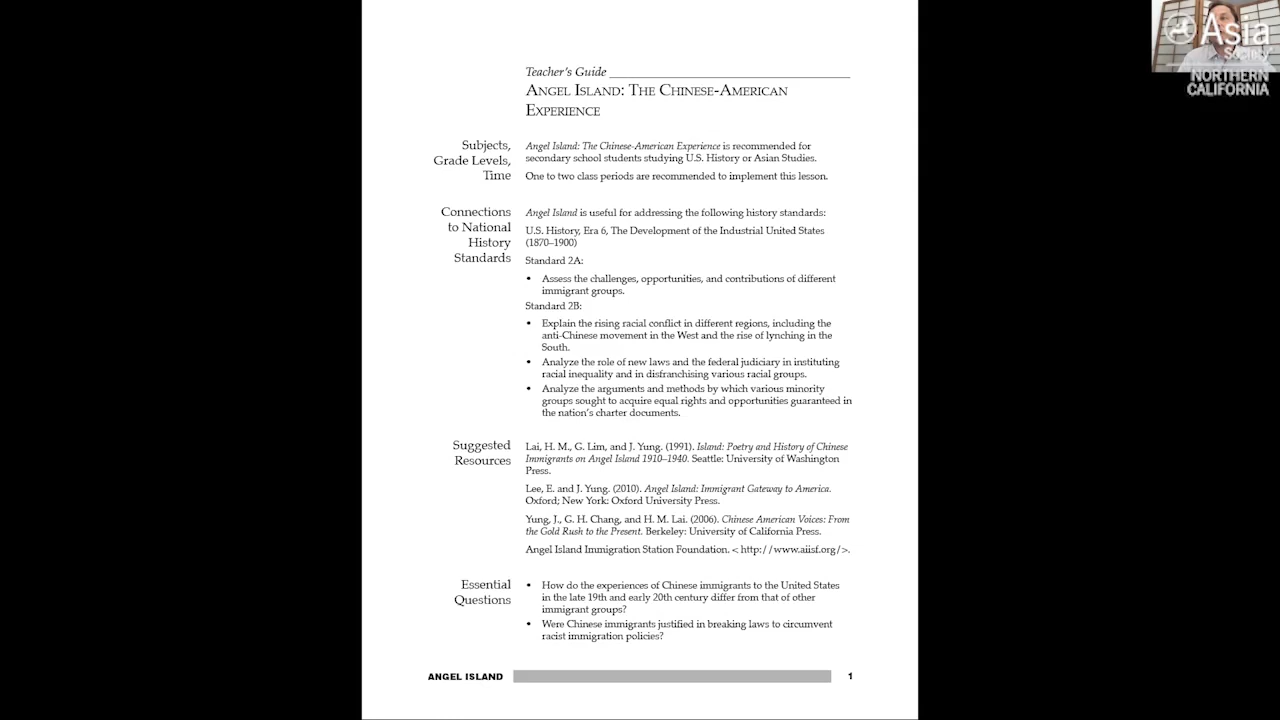 Teacher's Guide
ANGEL ISLAND: THE CHINESE-AMERICAN
EXPERIENCE
Subjects,
Grade Levels,
Time
Angel Island: The Chinese-American Experience is recommended for
secondary school students studying U.S. History or Asian Studies.
One to two class periods are recommended to implement this lesson.
Connections
to National
History
Standards
Angel Island is useful for addressing the following history standards:
U.S. History, Era 6, The Development of the Industrial United States
(1870–1900)
Standard 2A:
• Assess the challenges, opportunities, and contributions of different
immigrant groups.
Standard 2B:
• Explain the rising racial conflict in different regions, including the
anti-Chinese movement in the West and the rise of lynching in the
South.
• Analyze the role of new laws and the federal judiciary in instituting
racial inequality and in disfranchising various racial groups.
• Analyze the arguments and methods by which various minority
groups sought to acquire equal rights and opportunities guaranteed in
the nation's charter documents.
Suggested
Resources
Lai, H. M., G. Lim, and J. Yung. (1991). Island: Poetry and History of Chinese
Immigrants on Angel Island 1910–1940. Seattle: University of Washington
Press.
Lee, E. and J. Yung. (2010). Angel Island: Immigrant Gateway to America.
Oxford; New York: Oxford University Press.
Yung, J., G. H. Chang, and H. M. Lai. (2006). Chinese American Voices: From
the Gold Rush to the Present. Berkeley: University of California Press.
Angel Island Immigration Station Foundation. < http://www.aiisf.org/>.
Essential
Questions
• How do the experiences of Chinese immigrants to the United States
in the late 19th and early 20th century differ from that of other
immigrant groups?
• Were Chinese immigrants justified in breaking laws to circumvent
racist immigration policies?
ANGEL ISLAND
1
Asia
Society
NORTHERN
CALIFORNIA